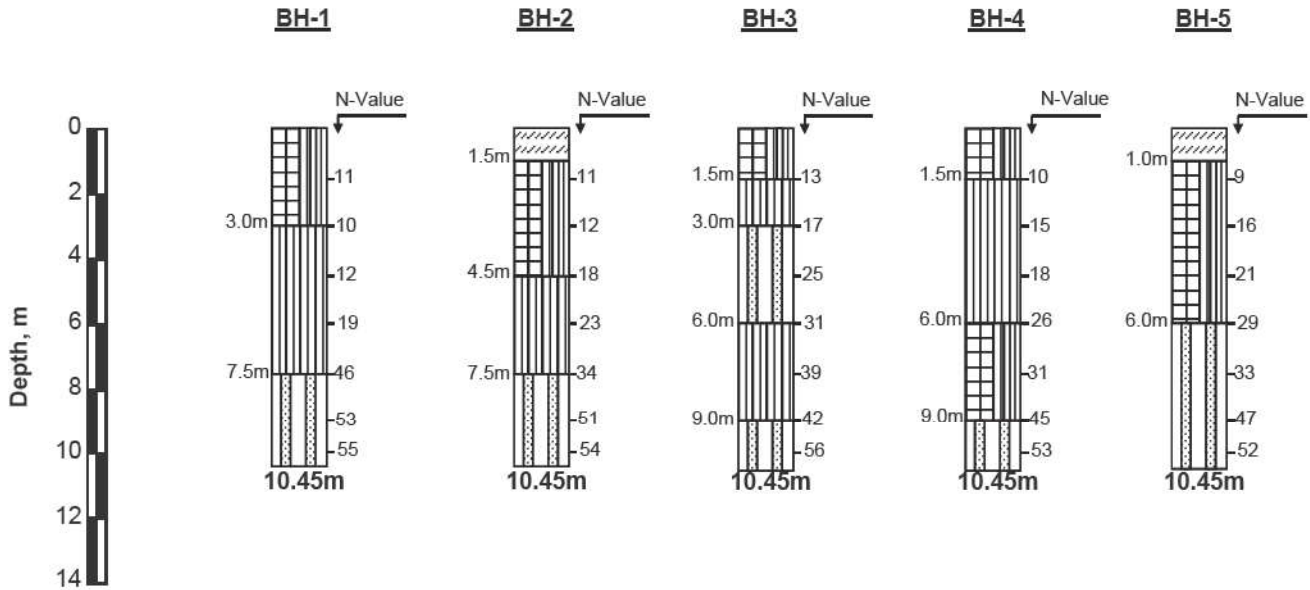 BH-1 BH-2 BH-3 BH-4 BH-5
N-Value N-Value N-Value N-Value N-Value
0
1.5m 1.0m
11 11 1.5m 13 1.5m 10 9
2
3.0m 10 12 3.0m 17 15 16
4
12 4.5m 18 25 18 21
6
19 23 6.0m 31 6.0m 26 6.0m 29
7.5m 46 7.5m 34 39 31 33
8
53 51 9.0m 42 9.0m 45 47
10
55 54 56 53 52
10.45m 10.45m 10.45m 10.45m 10.45m
12
14
Depth, m